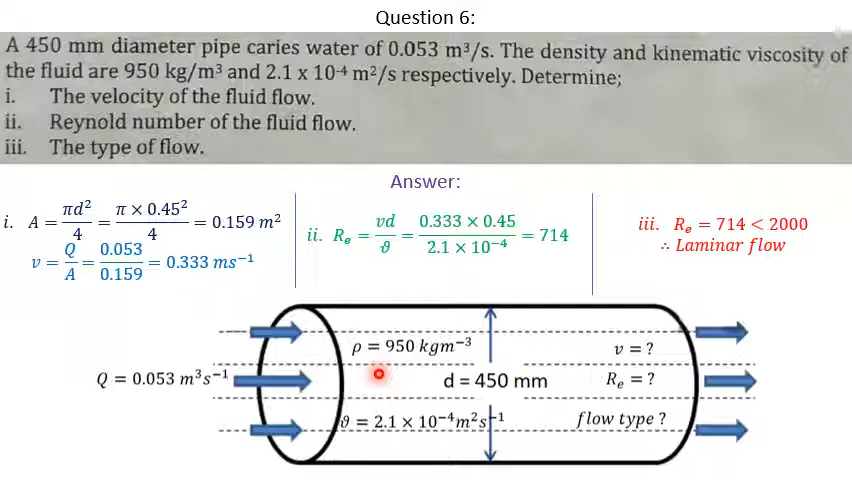 Question 6:
A 450 mm diameter pipe caries water of 0.053 m³/s. The density and kinematic viscosity of
the fluid are 950 kg/m³ and 2.1 x 10⁻⁴ m²/s respectively. Determine;
i. The velocity of the fluid flow.
ii. Reynold number of the fluid flow.
iii. The type of flow.
Answer:
i. A = πd²/4 = π × 0.45²/4 = 0.159 m²
v = Q/A = 0.053/0.159 = 0.333 ms⁻¹
ii. Rₑ = vd/ϑ = 0.333 × 0.45/2.1 × 10⁻⁴ = 714
iii. Rₑ = 714 < 2000
∴ Laminar flow
ρ = 950 kgm⁻³
v = ?
Q = 0.053 m³s⁻¹
d = 450 mm
Rₑ = ?
ϑ = 2.1 × 10⁻⁴m²s⁻¹
flow type ?